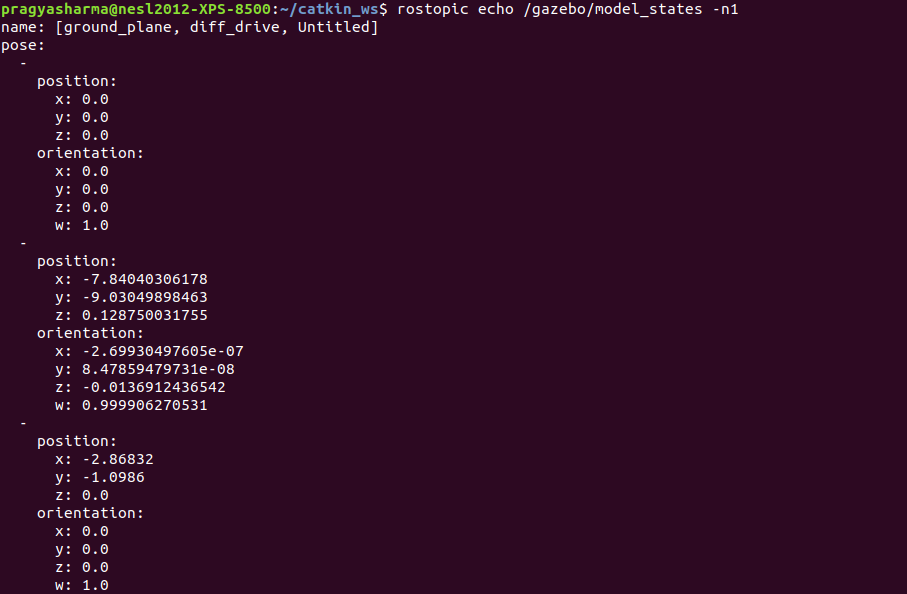 pragyasharma@nesl2012-XPS-8500:~/catkin_ws$ rostopic echo /gazebo/model_states -n1
name: [ground_plane, diff_drive, Untitled]
pose:
  -
    position:
      x: 0.0
      y: 0.0
      z: 0.0
    orientation:
      x: 0.0
      y: 0.0
      z: 0.0
      w: 1.0
  -
    position:
      x: -7.84040306178
      y: -9.03049898463
      z: 0.128750031755
    orientation:
      x: -2.69930497605e-07
      y: 8.47859479731e-08
      z: -0.0136912436542
      w: 0.999906270531
  -
    position:
      x: -2.86832
      y: -1.0986
      z: 0.0
    orientation:
      x: 0.0
      y: 0.0
      z: 0.0
      w: 1.0